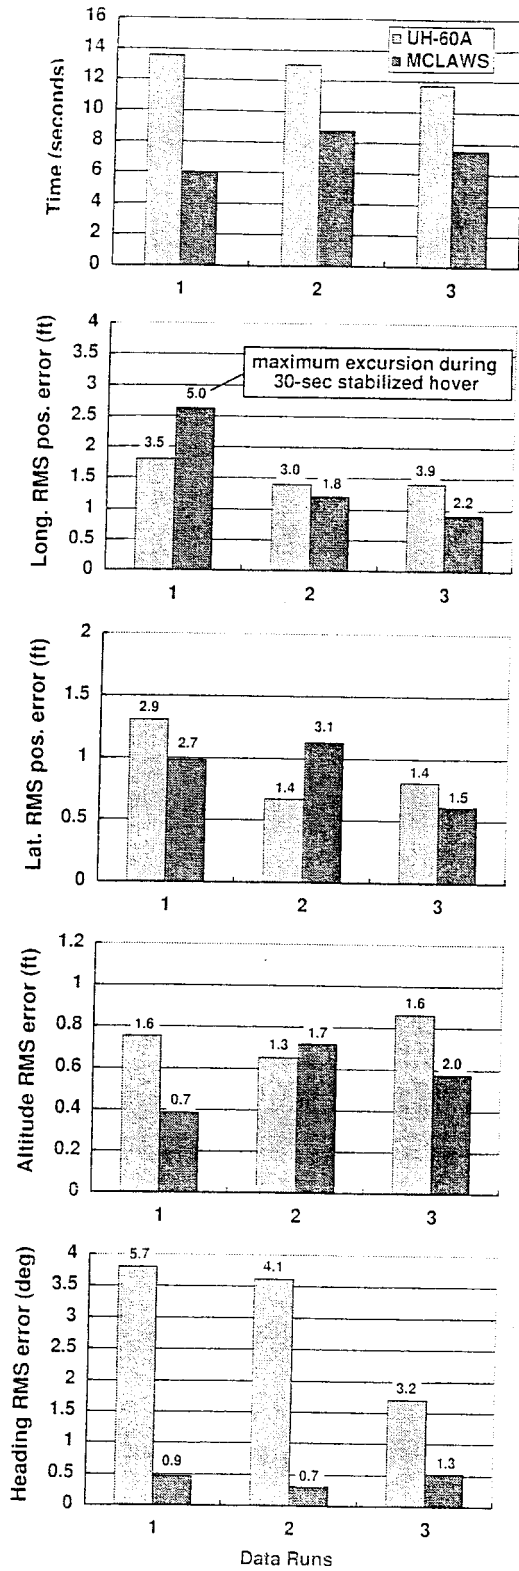 16
14
12
10
8
6
4
2
0
Time (seconds)
UH-60A
MCLAWS
1 2 3
4
3.5
3
2.5
2
1.5
1
0.5
0
Long. RMS pos. error (ft)
maximum excursion during
30-sec stabilized hover
3.5 5.0 3.0 1.8 3.9 2.2
1 2 3
2
1.5
1
0.5
0
Lat. RMS pos. error (ft)
2.9 2.7 1.4 3.1 1.4 1.5
1 2 3
1.2
1
0.8
0.6
0.4
0.2
0
Altitude RMS error (ft)
1.6 0.7 1.3 1.7 1.6 2.0
1 2 3
4
3.5
3
2.5
2
1.5
1
0.5
0
Heading RMS error (deg)
5.7 0.9 4.1 0.7 3.2 1.3
1 2 3
Data Runs